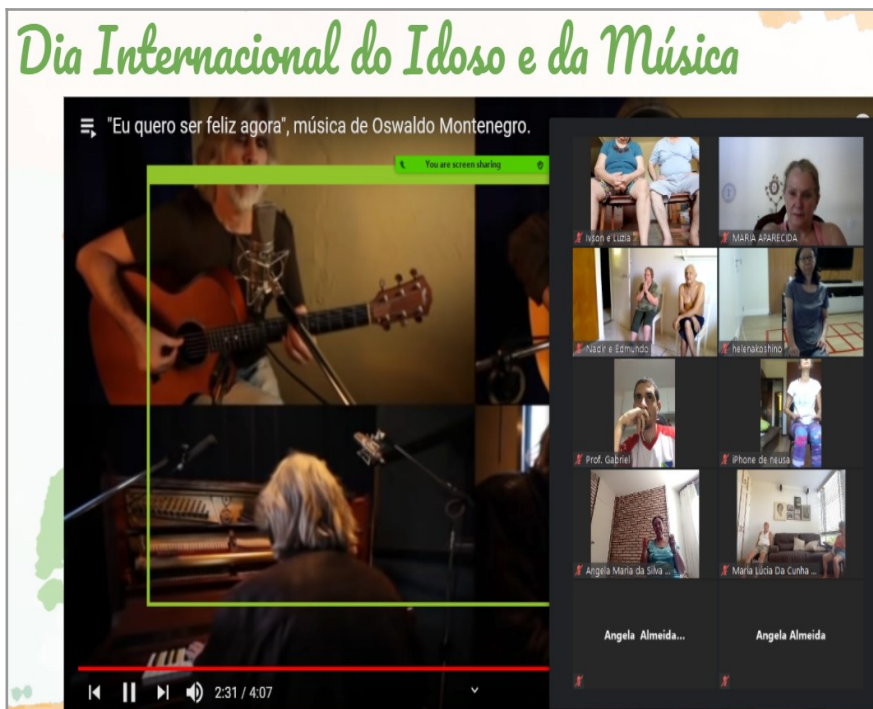 Dia Internacional do Idoso e da Música
"Eu quero ser feliz agora", música de Oswaldo Montenegro.
You are screen sharing
Ivson e Luzia
MARIA APARECIDA
Nadir e Edmundo
helenakoshino
Prof. Gabriel
iPhone de neusa
Angela Maria da Silva ...
Maria Lúcia Da Cunha ...
Angela Almeida...
Angela Almeida
2:31 / 4:07